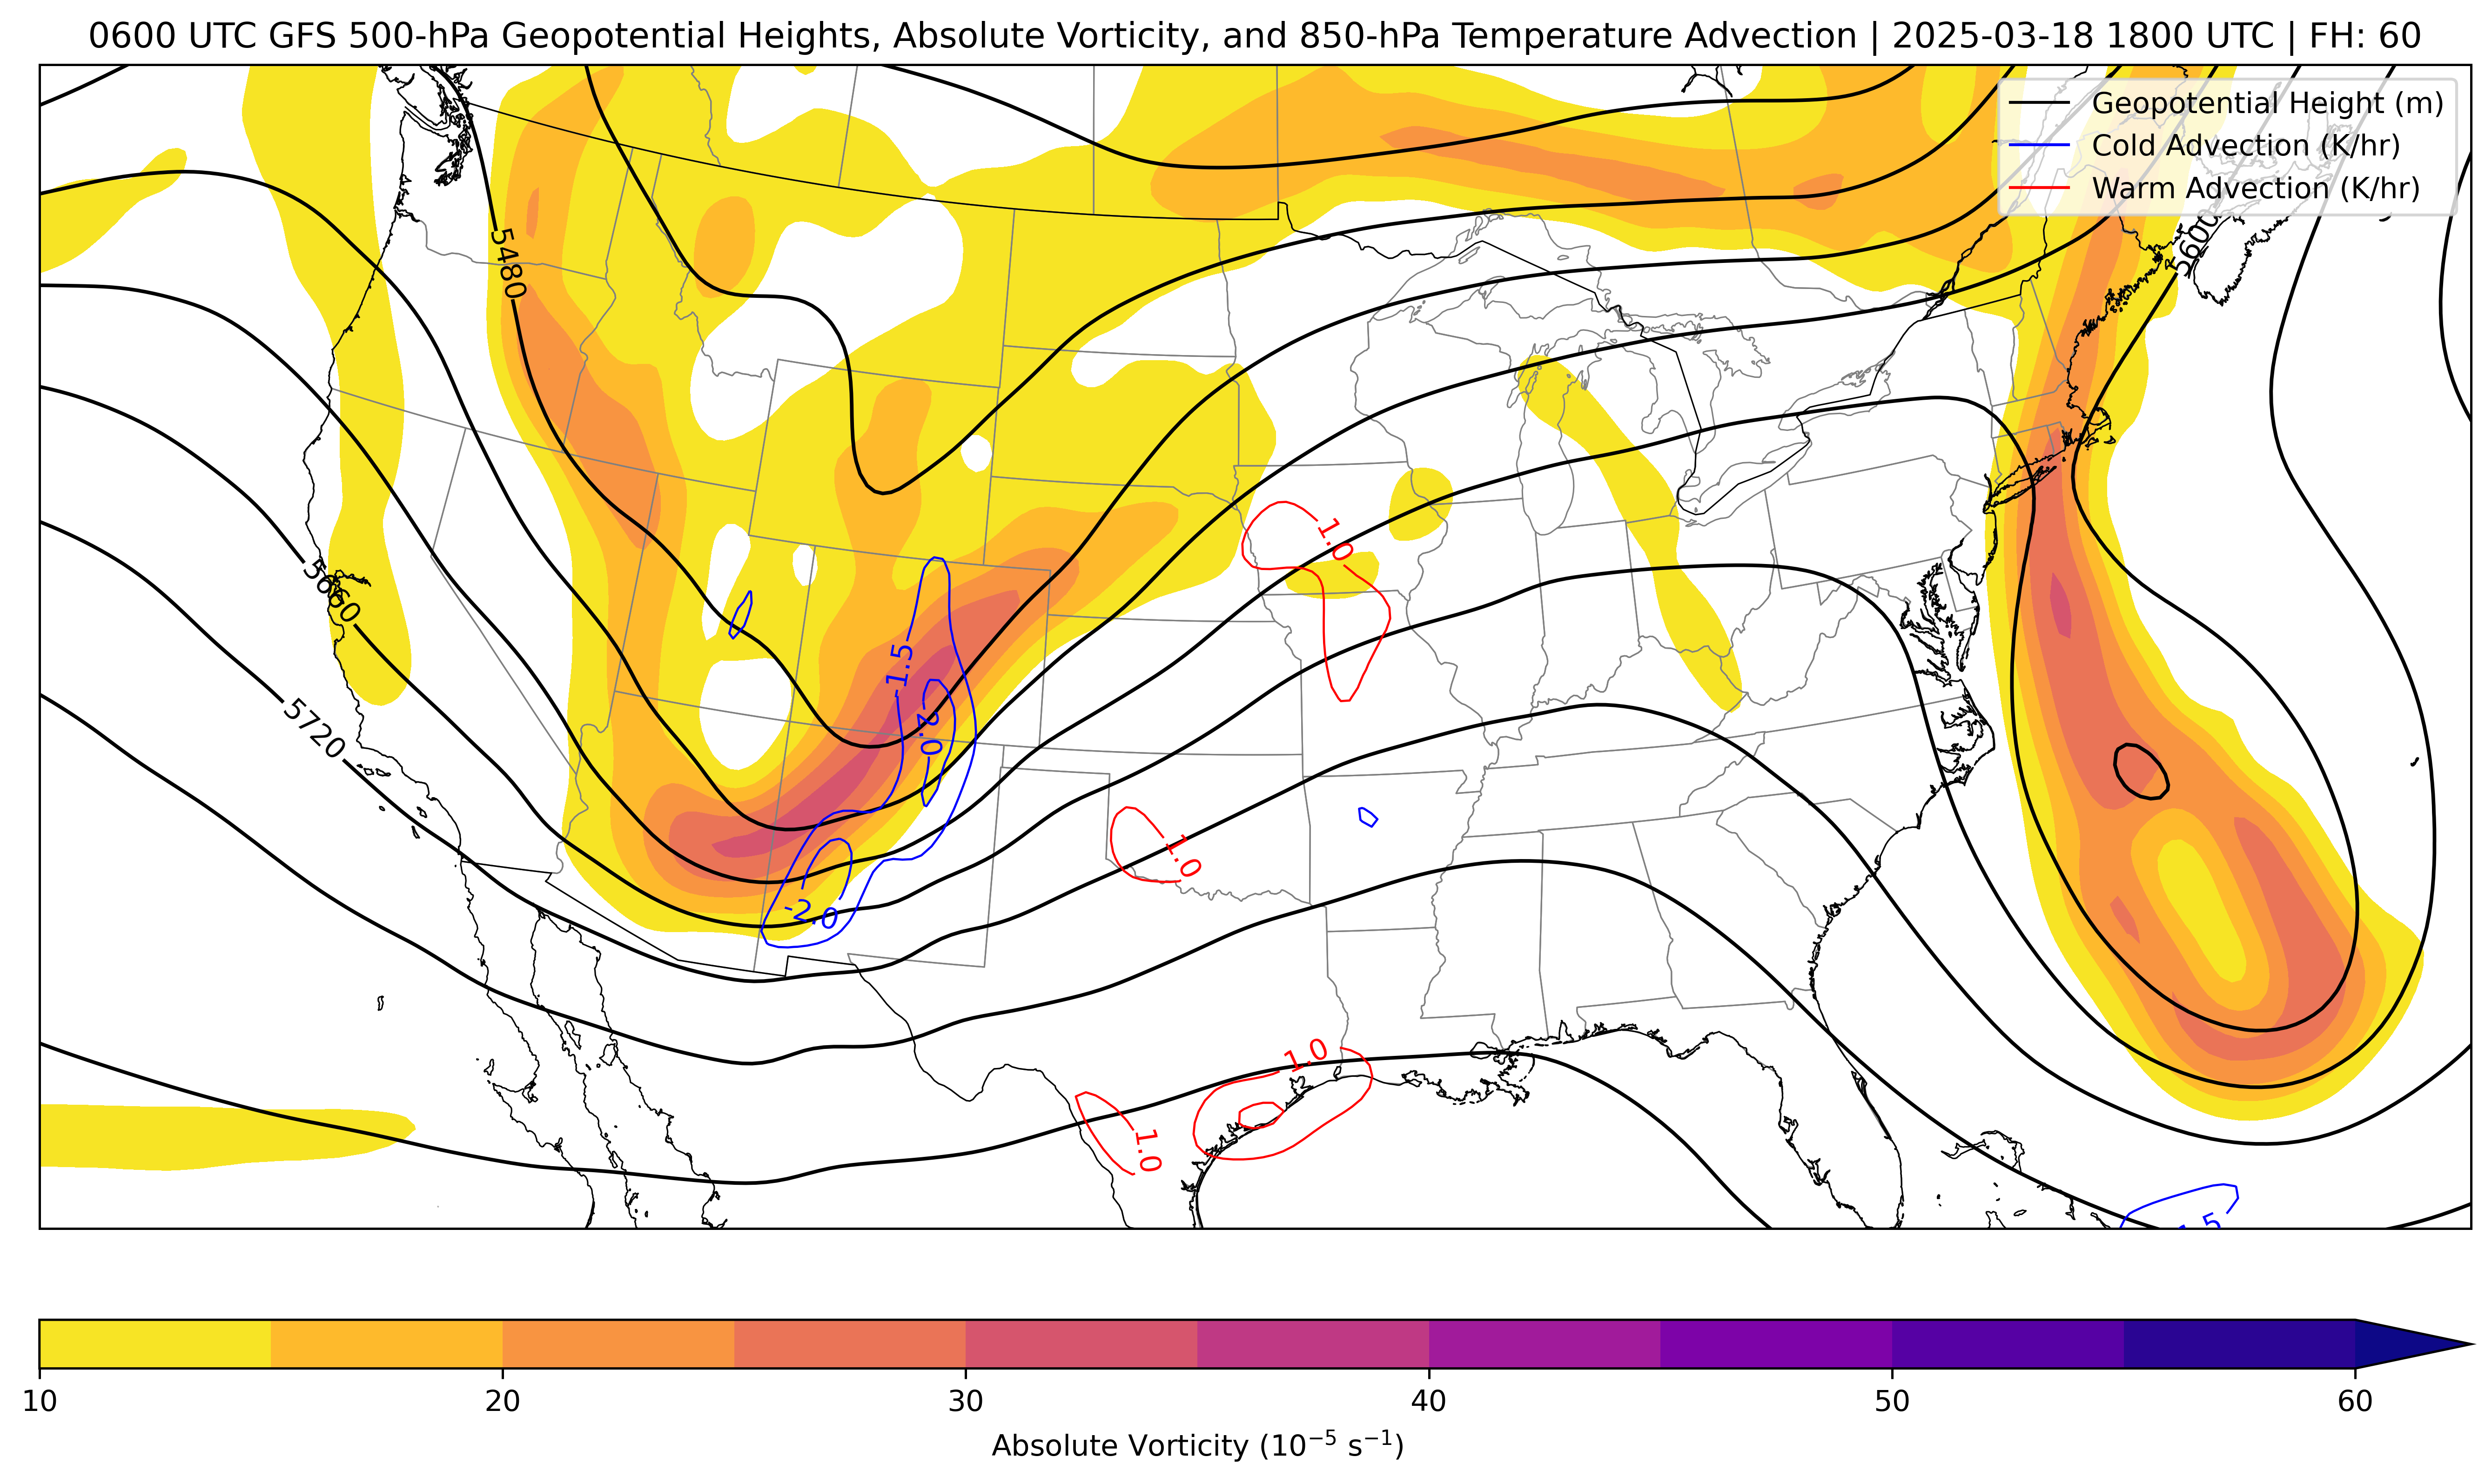 0600 UTC GFS 500-hPa Geopotential Heights, Absolute Vorticity, and 850-hPa Temperature Advection | 2025-03-18 1800 UTC | FH: 60
Geopotential Height (m)
Cold Advection (K/hr)
Warm Advection (K/hr)
5600
5480
1.0
5660
-1.5
5720
-2.0
1.0
-2.0
1.0
1.0
10 20 30 40 50 60
Absolute Vorticity (10⁻⁵ s⁻¹)